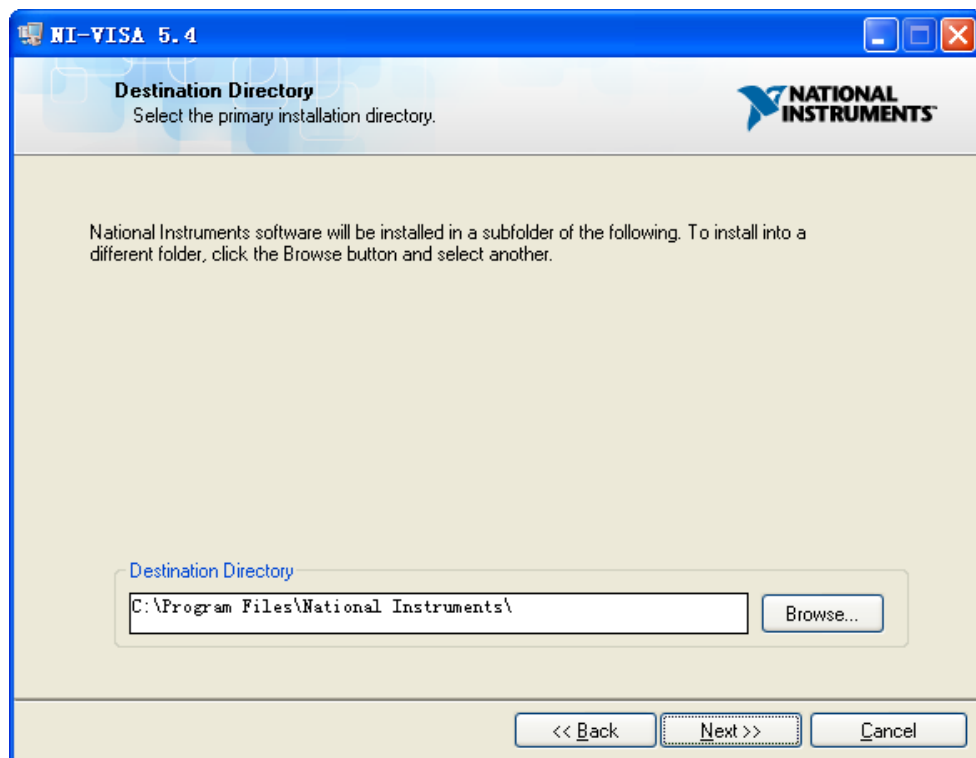 NI-VISA 5.4
Destination Directory
Select the primary installation directory.
NATIONAL
INSTRUMENTS™
National Instruments software will be installed in a subfolder of the following. To install into a
different folder, click the Browse button and select another.
Destination Directory
C:\Program Files\National Instruments\
Browse...
<< Back
Next >>
Cancel